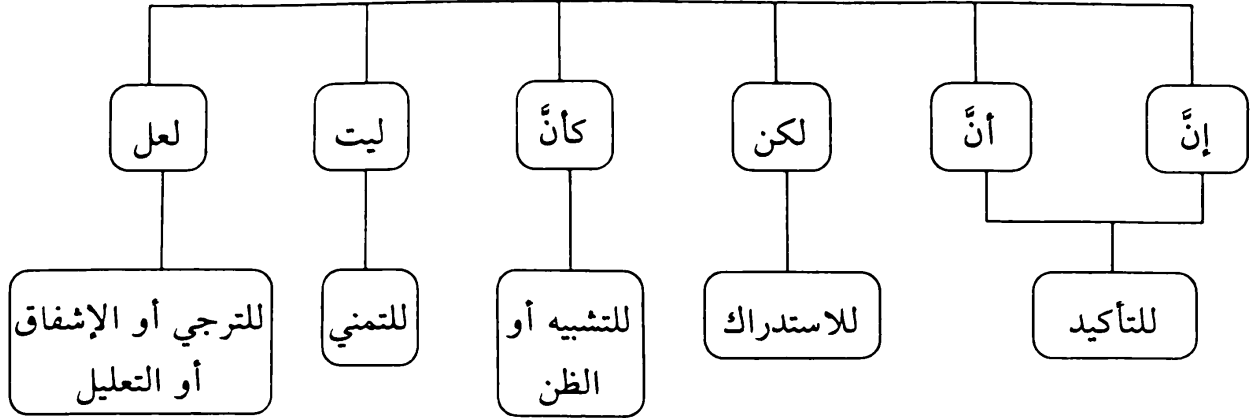 إنَّ
أنَّ
لكن
كأنَّ
ليت
لعل
للتأكيد
للاستدراك
للتشبيه أو
الظن
للتمني
للترجي أو الإشفاق
أو التعليل